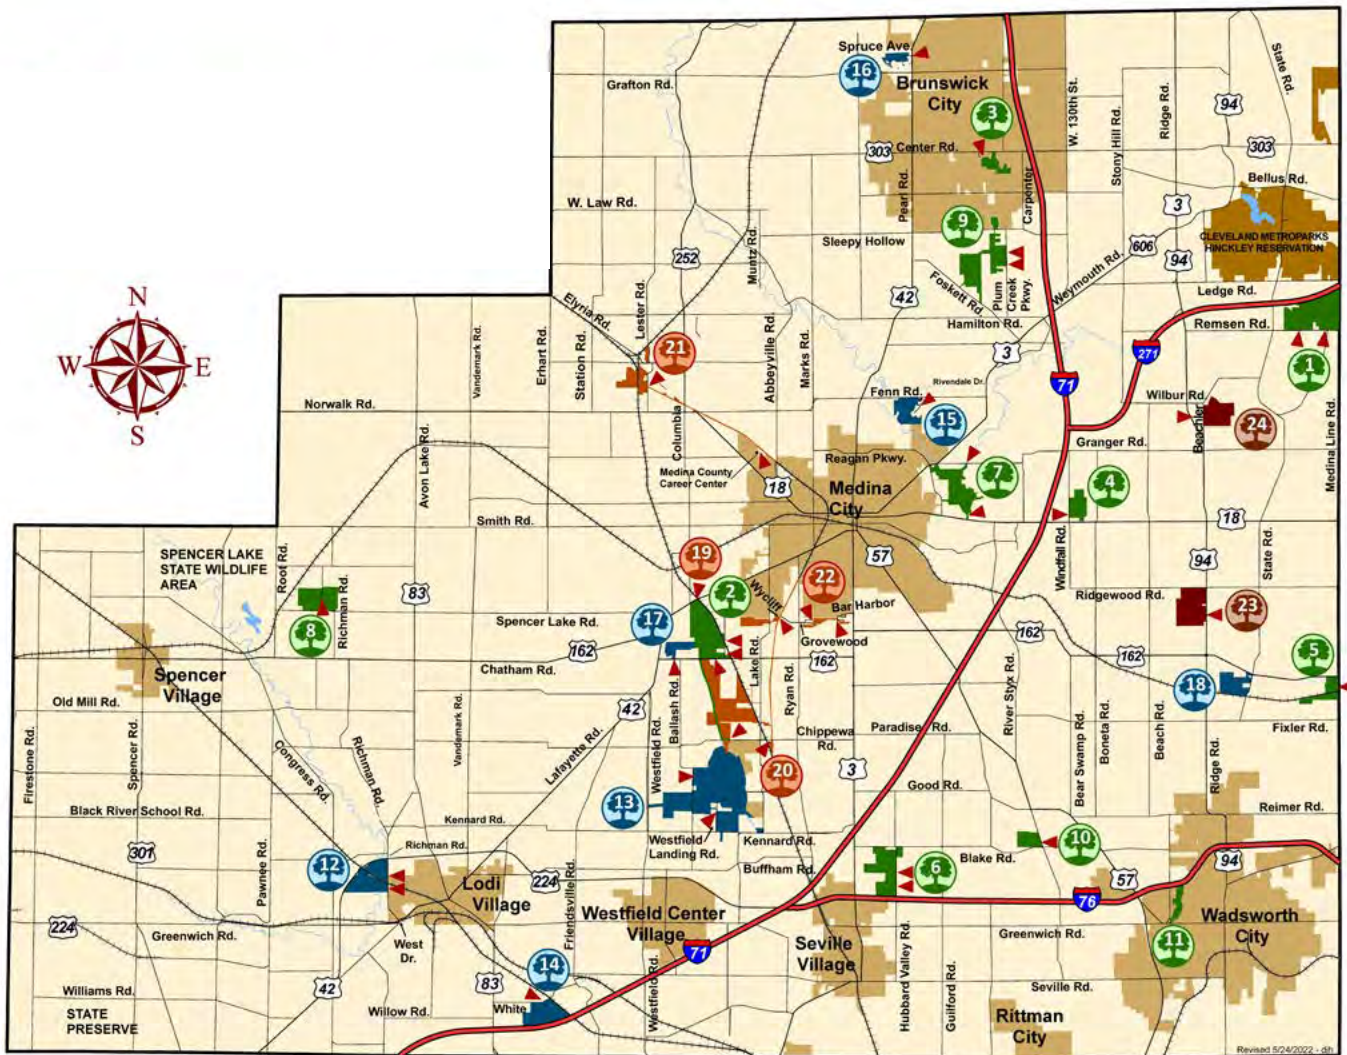 Spruce Ave.
16
Brunswick
City
Grafton Rd.
3
Center Rd.
303
W. 130th St.
Stony Hill Rd.
Ridge Rd.
94
State Rd.
303
Bellus Rd.
3
CLEVELAND METROPARKS
HINCKLEY RESERVATION
W. Law Rd.
252
Muntz Rd.
Pearl Rd.
Carpenter
9
Sleepy Hollow
606
94
Weymouth Rd.
Foskett Rd.
Plum
Creek
Pkwy.
42
Hamilton Rd.
Ledge Rd.
Remsen Rd.
N
W
E
S
Elyria Rd.
Lester Rd.
21
Vandemark Rd.
Erhart Rd.
Station Rd.
Abbeyville Rd.
Marks Rd.
3
271
71
1
Norwalk Rd.
Fenn Rd.
Rivendale Dr.
15
Wilbur Rd.
Beachler
24
Granger Rd.
Medina Line Rd.
Avon Lake Rd.
Columbia
Medina County
Career Center
Reagan Pkwy.
18
Medina
City
7
4
Smith Rd.
57
18
94
State Rd.
Windfall Rd.
SPENCER LAKE
STATE WILDLIFE
AREA
Root Rd.
Richman Rd.
83
8
19
2
22
Wycliff
Bar Harbor
Grovewood
17
Spencer Lake Rd.
162
162
Ridgewood Rd.
23
162
162
5
Chatham Rd.
Spencer
Village
Old Mill Rd.
Lake Rd.
Ryan Rd.
18
42
Ballash Rd.
Westfield Rd.
Lafayette Rd.
Vandemark Rd.
Chippewa
Rd.
Paradise Rd.
River Styx Rd.
Bear Swamp Rd.
Boneta Rd.
Beach Rd.
Ridge Rd.
Fixler Rd.
Firestone Rd.
Spencer Rd.
Congress Rd.
Richman Rd.
20
3
Good Rd.
Black River School Rd.
Kennard Rd.
13
Westfield
Landing Rd.
Kennard Rd.
Reimer Rd.
301
Pawnee Rd.
Richman Rd.
Buffham Rd.
Blake Rd.
10
12
Lodi
Village
224
6
57
94
Friendsville Rd.
Westfield Center
Village
76
Wadsworth
City
224
Greenwich Rd.
West
Dr.
Seville
Village
Greenwich Rd.
11
71
14
Hubbard Valley Rd.
Guilford Rd.
Seville Rd.
Williams Rd.
42
83
White
Willow Rd.
Westfield Rd.
STATE
PRESERVE
Rittman
City
Revised 5/24/2022 - djh